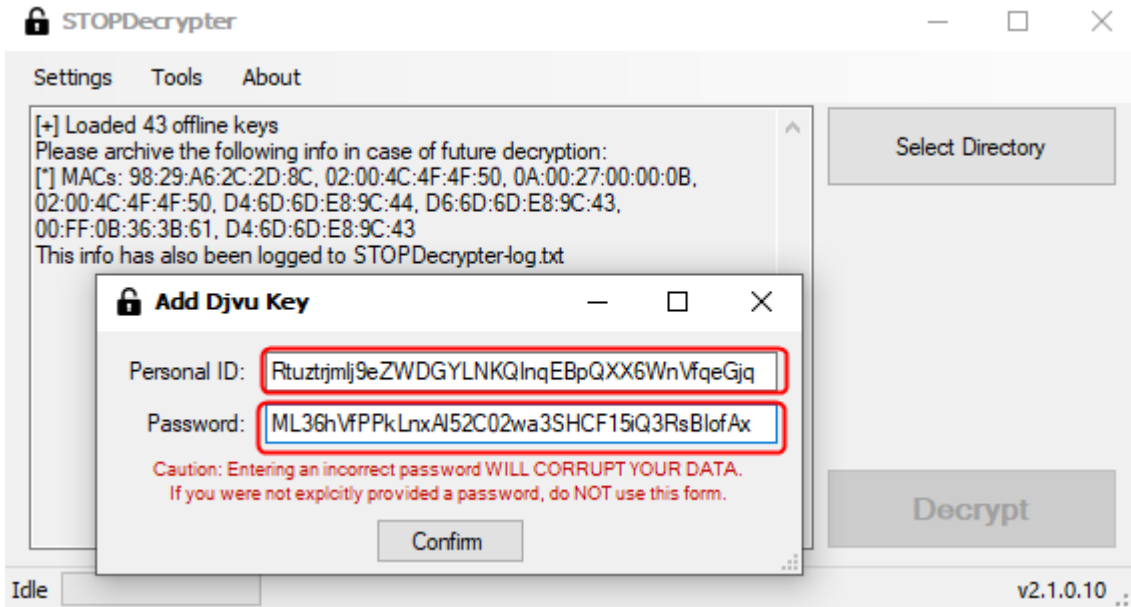 STOPDecrypter
Settings Tools About
[+] Loaded 43 offline keys
Please archive the following info in case of future decryption:
[*] MACs: 98:29:A6:2C:2D:8C, 02:00:4C:4F:4F:50, 0A:00:27:00:00:0B,
02:00:4C:4F:4F:50, D4:6D:6D:E8:9C:44, D6:6D:6D:E8:9C:43,
00:FF:0B:36:3B:61, D4:6D:6D:E8:9C:43
This info has also been logged to STOPDecrypter-log.txt
Select Directory
Add Djvu Key
Personal ID: Rtuztrjmlj9eZWDGYLNKQInqEBpQXX6WnVfqeGjq
Password: ML36hVfPPkLnxAl52C02wa3SHCF15iQ3RsBlofAx
Caution: Entering an incorrect password WILL CORRUPT YOUR DATA.
If you were not explcitly provided a password, do NOT use this form.
Confirm
Decrypt
Idle
v2.1.0.10